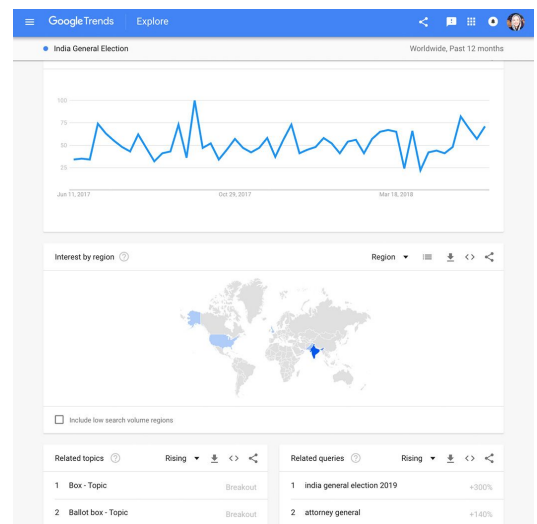 Google Trends Explore
India General Election Worldwide, Past 12 months
100
75
50
25
Jun 11, 2017 Oct 29, 2017 Mar 18, 2018
Interest by region Region
Include low search volume regions
Related topics Rising
1 Box - Topic Breakout
2 Ballot box - Topic Breakout
Related queries Rising
1 india general election 2019 +300%
2 attorney general +140%